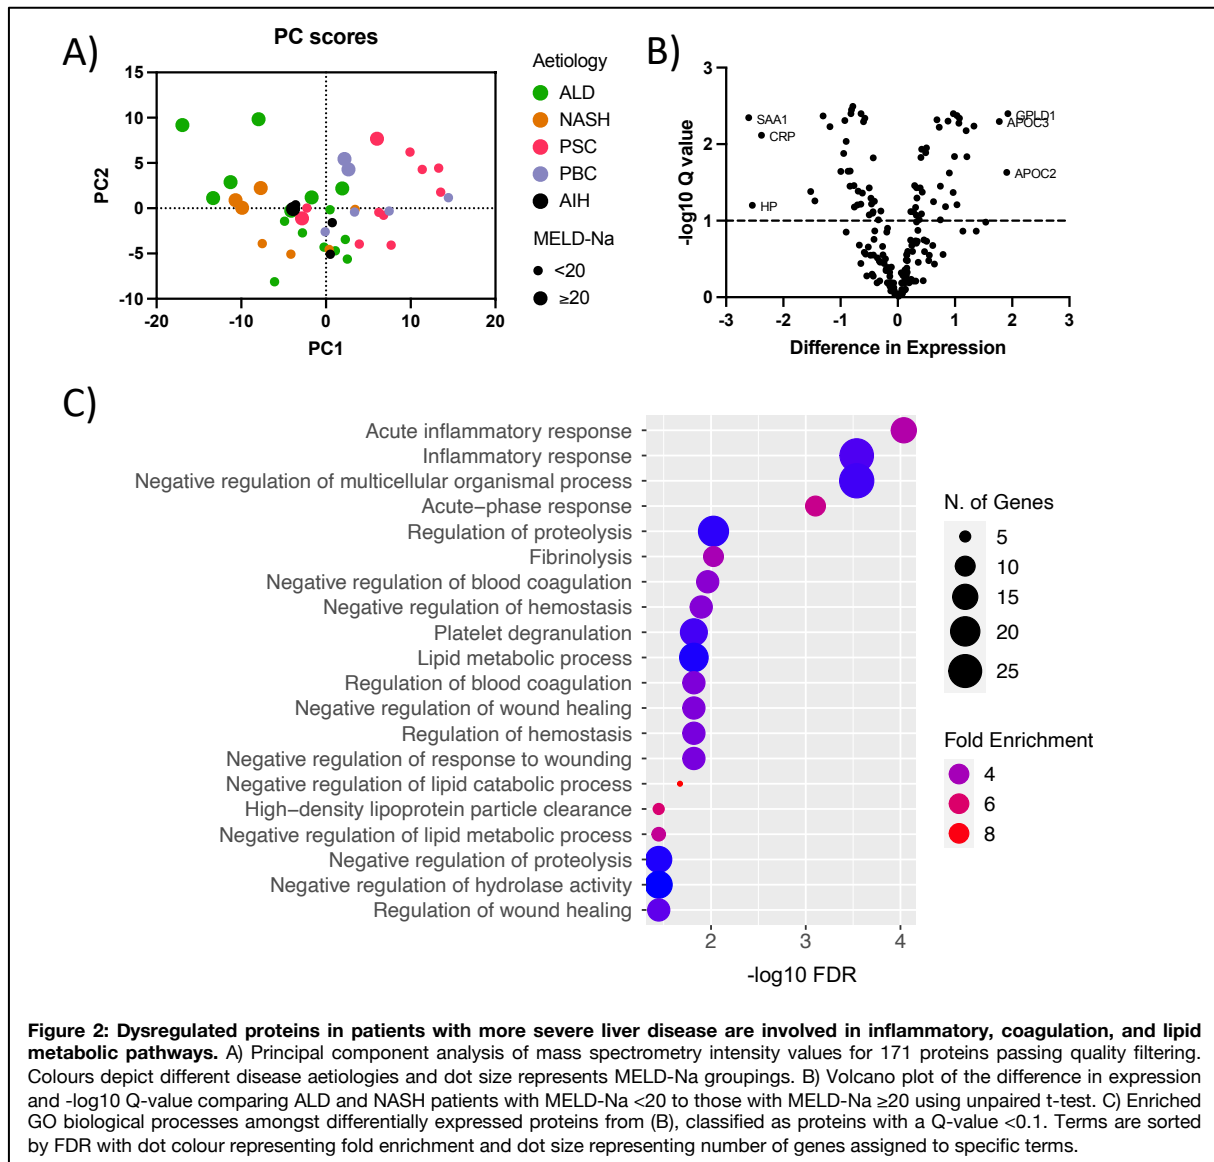 A)
PC scores
15
10
5
0
-5
-10
-20
-10
0
10
20
PC2
PC1
Aetiology
ALD
NASH
PSC
PBC
AIH
MELD-Na
<20
≥20
B)
3
2
1
0
-3
-2
-1
0
1
2
3
-log10 Q value
Difference in Expression
SAA1
CRP
HP
GPLD1
APOC3
APOC2
C)
Acute inflammatory response
Inflammatory response
Negative regulation of multicellular organismal process
Acute−phase response
Regulation of proteolysis
Fibrinolysis
Negative regulation of blood coagulation
Negative regulation of hemostasis
Platelet degranulation
Lipid metabolic process
Regulation of blood coagulation
Negative regulation of wound healing
Regulation of hemostasis
Negative regulation of response to wounding
Negative regulation of lipid catabolic process
High−density lipoprotein particle clearance
Negative regulation of lipid metabolic process
Negative regulation of proteolysis
Negative regulation of hydrolase activity
Regulation of wound healing
2
3
4
-log10 FDR
N. of Genes
5
10
15
20
25
Fold Enrichment
4
6
8
Figure 2: Dysregulated proteins in patients with more severe liver disease are involved in inflammatory, coagulation, and lipid
metabolic pathways. A) Principal component analysis of mass spectrometry intensity values for 171 proteins passing quality filtering.
Colours depict different disease aetiologies and dot size represents MELD-Na groupings. B) Volcano plot of the difference in expression
and -log10 Q-value comparing ALD and NASH patients with MELD-Na <20 to those with MELD-Na ≥20 using unpaired t-test. C) Enriched
GO biological processes amongst differentially expressed proteins from (B), classified as proteins with a Q-value <0.1. Terms are sorted
by FDR with dot colour representing fold enrichment and dot size representing number of genes assigned to specific terms.